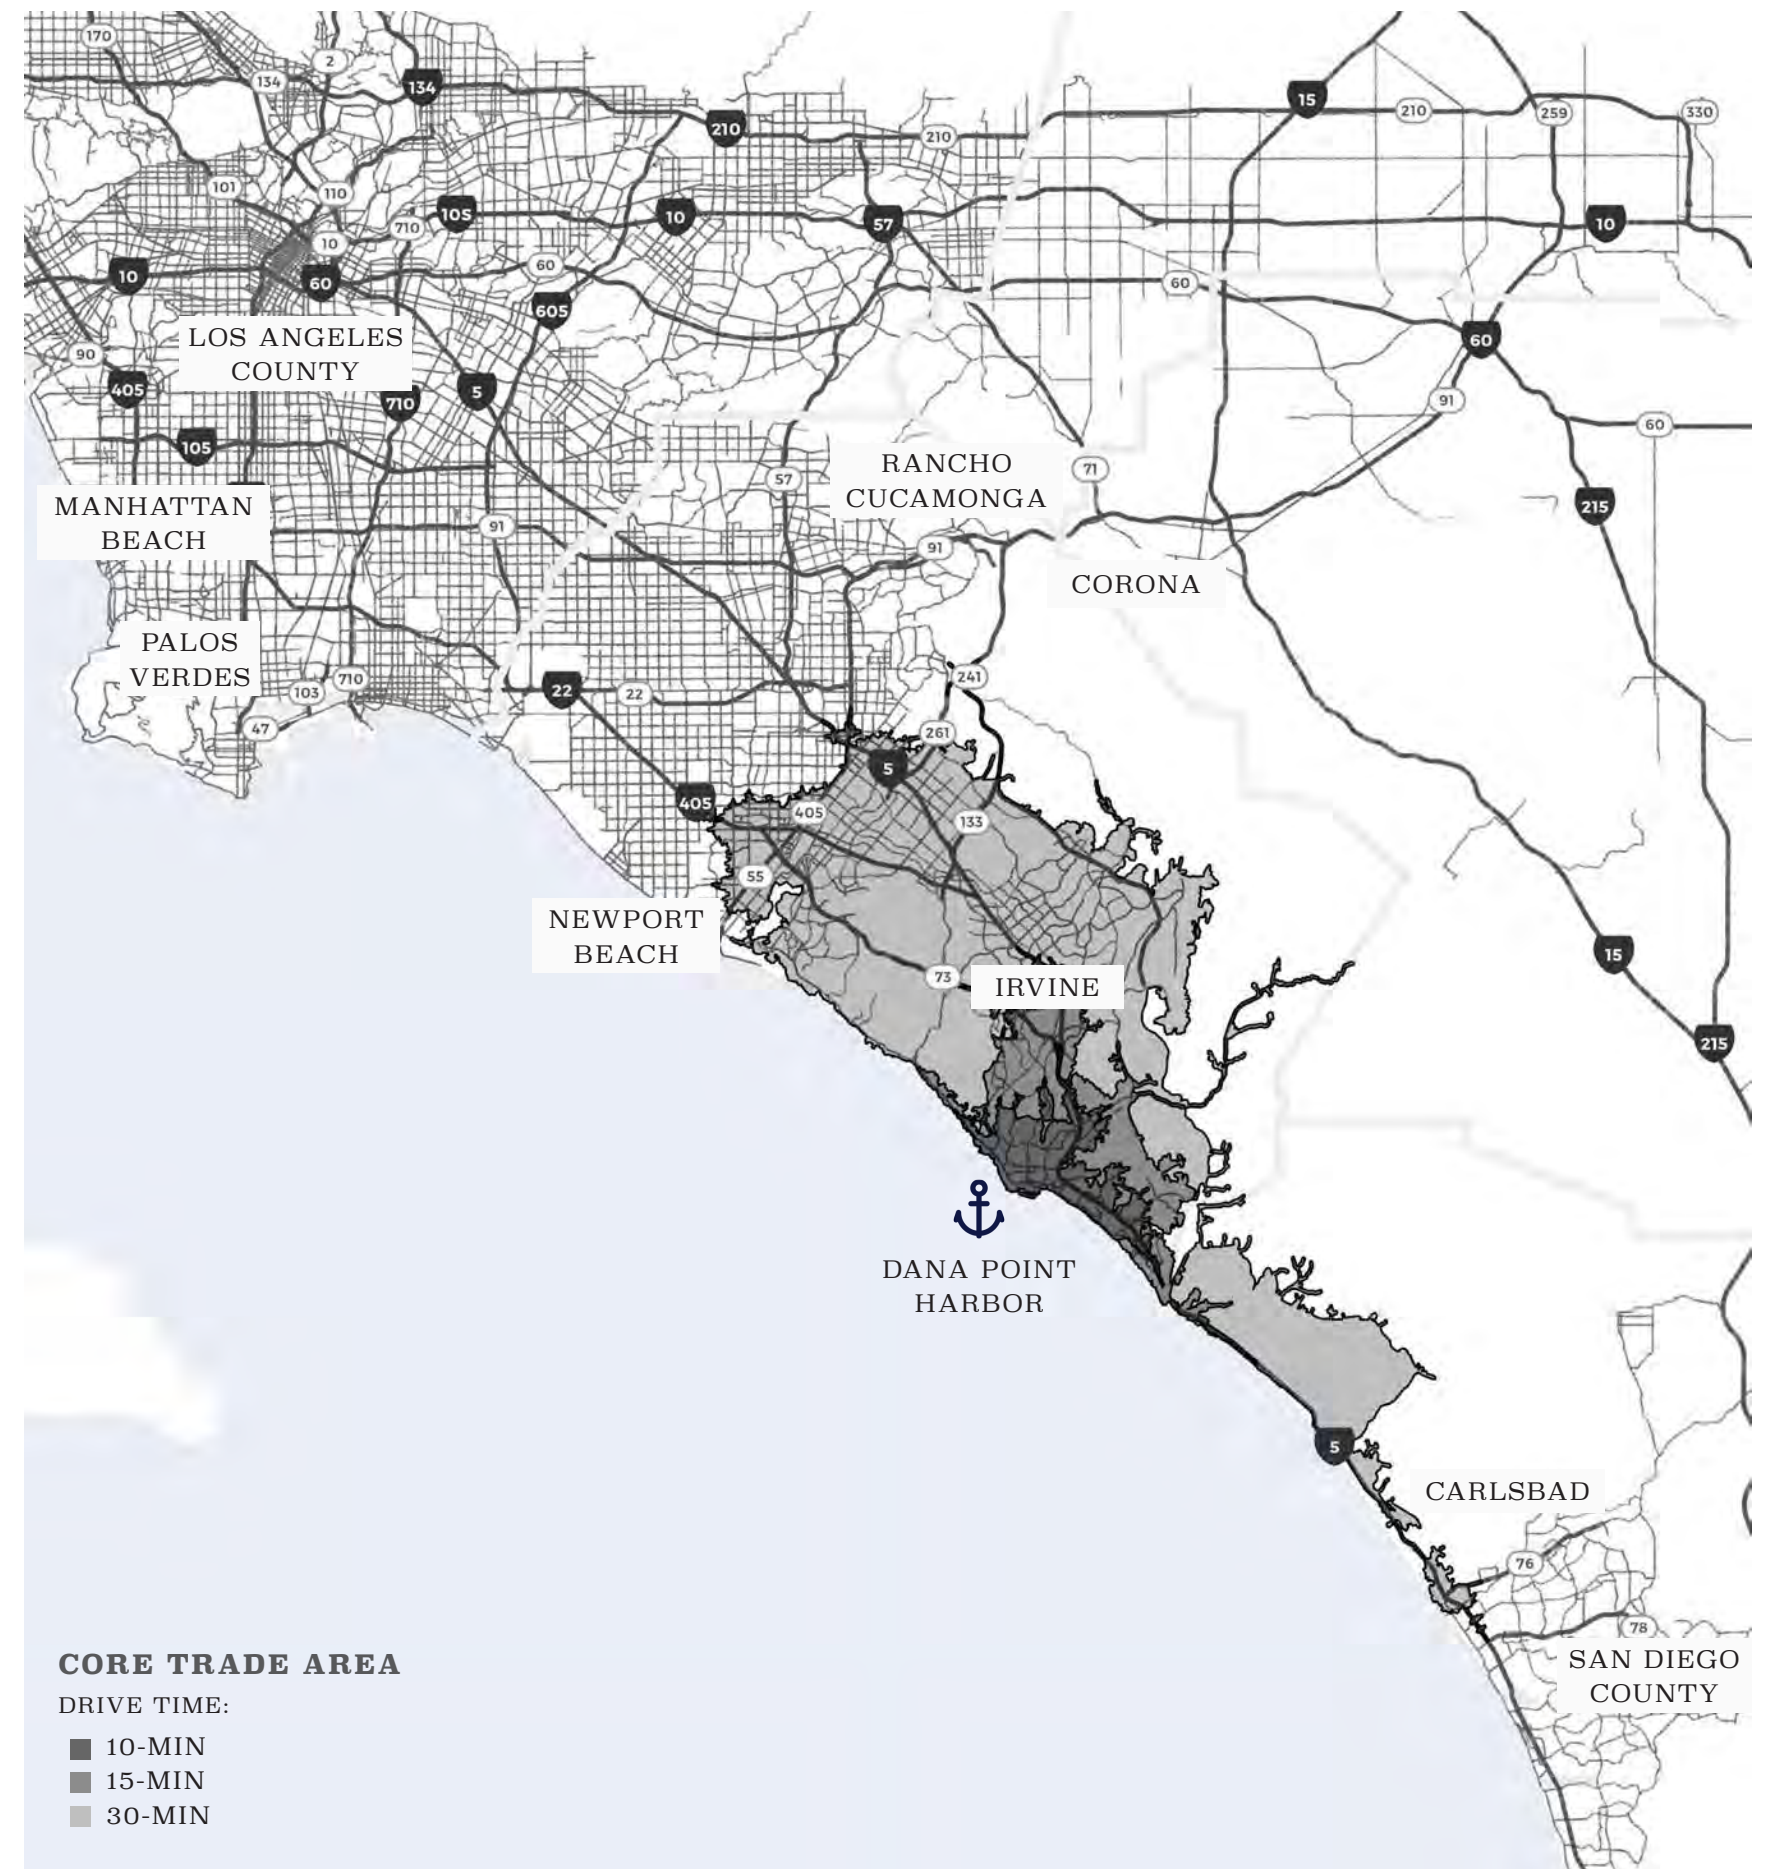 170
2
134
134
15
210
259
330
210
210
101
110
105
710
10
57
10
10
60
10
60
605
60
60
LOS ANGELES
COUNTY
90
405
710
5
91
60
105
RANCHO
CUCAMONGA
71
57
MANHATTAN
BEACH
91
91
215
CORONA
PALOS
VERDES
103
710
22
22
241
47
261
5
405
405
133
55
NEWPORT
BEACH
73
IRVINE
15
215
DANA POINT
HARBOR
5
CARLSBAD
76
78
SAN DIEGO
COUNTY
CORE TRADE AREA
DRIVE TIME:
10-MIN
15-MIN
30-MIN